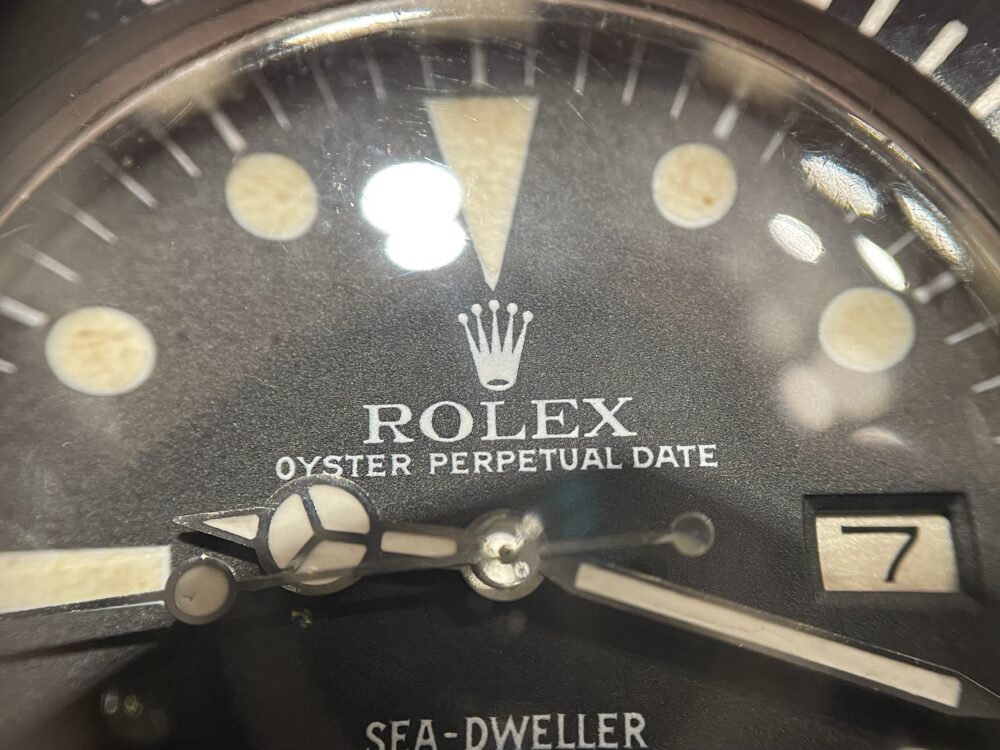 ROLEX
OYSTER PERPETUAL DATE
7
SEA-DWELLER